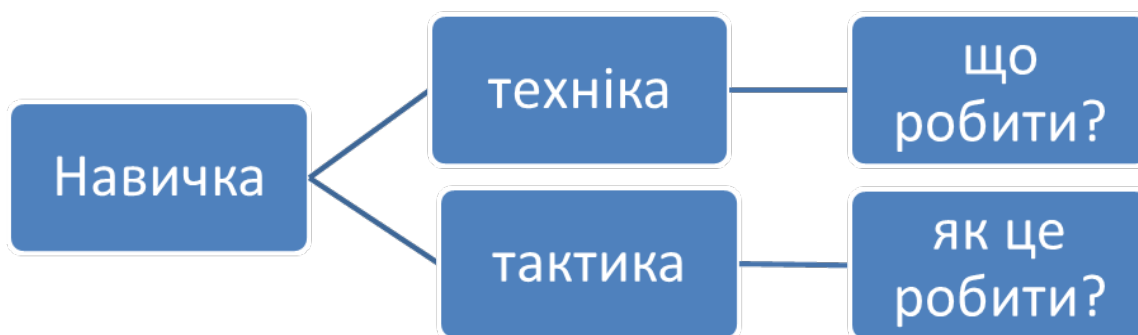 Навичка
техніка
що
робити?
тактика
як це
робити?